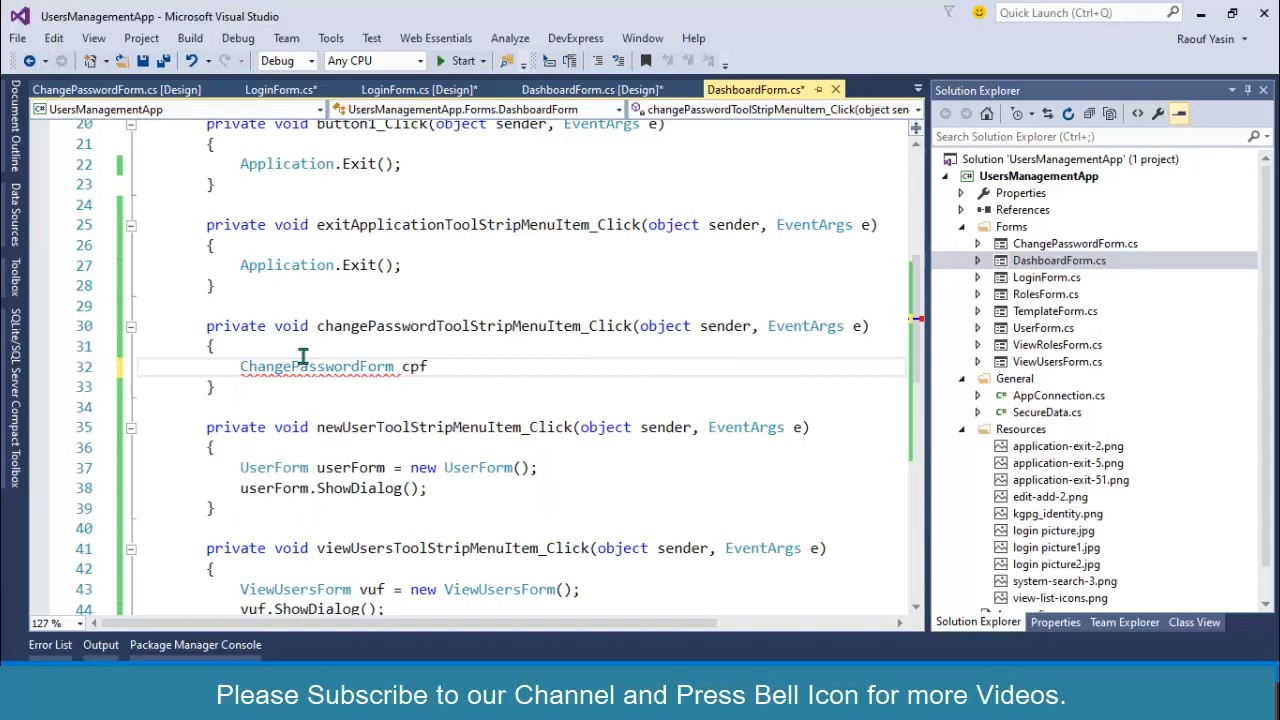 UsersManagementApp - Microsoft Visual Studio
Quick Launch (Ctrl+Q)
File Edit View Project Build Debug Team Tools Test Web Essentials Analyze DevExpress Window Help
Raouf Yasin
Debug Any CPU Start
ChangePasswordForm.cs [Design] LoginForm.cs* LoginForm.cs [Design]* DashboardForm.cs [Design]* DashboardForm.cs*
UsersManagementApp UsersManagementApp.Forms.DashboardForm changePasswordToolStripMenuItem_Click(object sen
Document Outline
Data Sources
Toolbox
SQLite/SQL Server Compact Toolbox
20 private void button1_Click(object sender, EventArgs e)
21 {
22 Application.Exit();
23 }
24
25 private void exitApplicationToolStripMenuItem_Click(object sender, EventArgs e)
26 {
27 Application.Exit();
28 }
29
30 private void changePasswordToolStripMenuItem_Click(object sender, EventArgs e)
31 {
32 ChangePasswordForm cpf
33 }
34
35 private void newUserToolStripMenuItem_Click(object sender, EventArgs e)
36 {
37 UserForm userForm = new UserForm();
38 userForm.ShowDialog();
39 }
40
41 private void viewUsersToolStripMenuItem_Click(object sender, EventArgs e)
42 {
43 ViewUsersForm vuf = new ViewUsersForm();
44 vuf.ShowDialog();
127 %
Solution Explorer
Search Solution Explorer (Ctrl+;)
Solution 'UsersManagementApp' (1 project)
UsersManagementApp
Properties
References
Forms
ChangePasswordForm.cs
DashboardForm.cs
LoginForm.cs
RolesForm.cs
TemplateForm.cs
UserForm.cs
ViewRolesForm.cs
ViewUsersForm.cs
General
AppConnection.cs
SecureData.cs
Resources
application-exit-2.png
application-exit-5.png
application-exit-51.png
edit-add-2.png
kgpg_identity.png
login picture.jpg
login picture1.jpg
login picture2.jpg
system-search-3.png
view-list-icons.png
Solution Explorer Properties Team Explorer Class View
Error List Output Package Manager Console
Please Subscribe to our Channel and Press Bell Icon for more Videos.